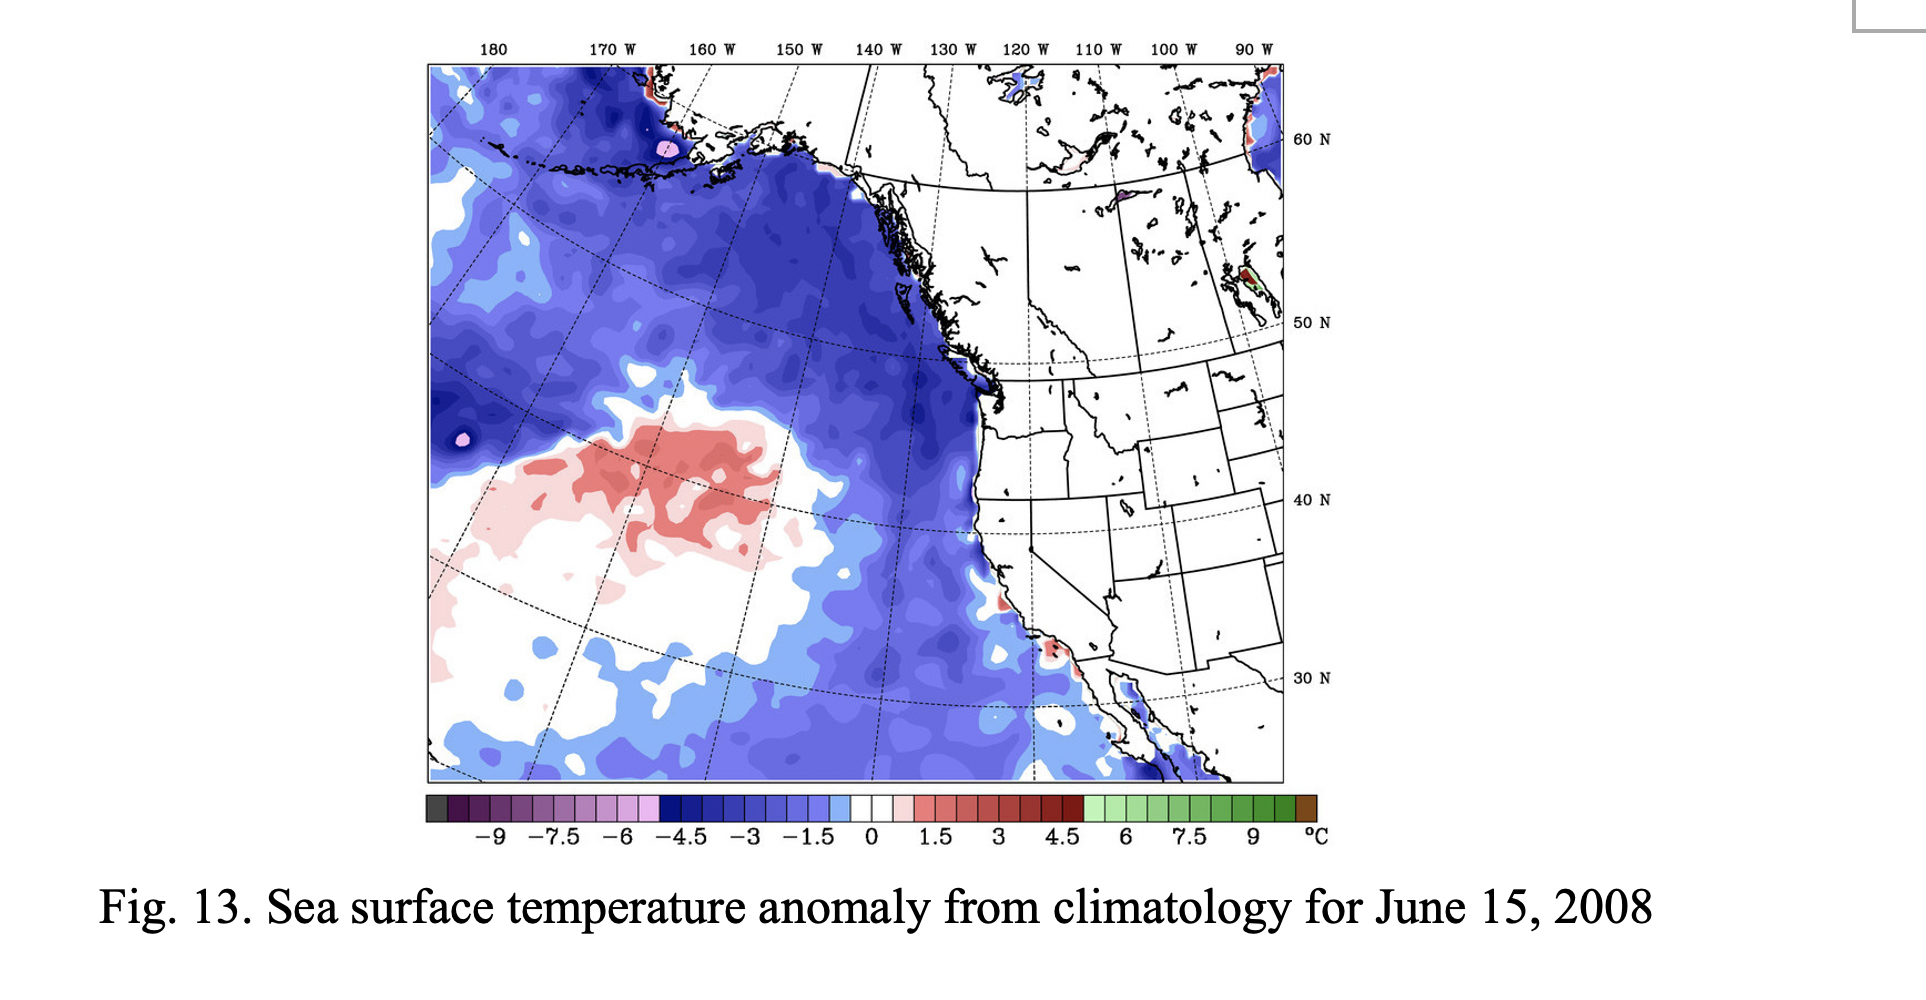 180 170 W 160 W 150 W 140 W 130 W 120 W 110 W 100 W 90 W
60 N
50 N
40 N
30 N
−9 −7.5 −6 −4.5 −3 −1.5 0 1.5 3 4.5 6 7.5 9 ºC
Fig. 13. Sea surface temperature anomaly from climatology for June 15, 2008